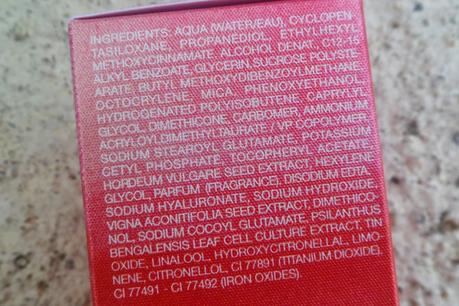 INGREDIENTS: AQUA (WATER/EAU), CYCLOPEN-
TASILOXANE, PROPANEDIOL, ETHYLHEXYL
METHOXYCINNAMATE, ALCOHOL DENAT., C12-15
ALKYL BENZOATE, GLYCERIN, SUCROSE POLYSTE-
ARATE, BUTYL METHOXYDIBENZOYLMETHANE,
OCTOCRYLENE, MICA, PHENOXYETHANOL,
HYDROGENATED POLYISOBUTENE, CAPRYLYL
GLYCOL, DIMETHICONE, CARBOMER, AMMONIUM
ACRYLOYLDIMETHYLTAURATE / VP COPOLYMER,
SODIUM STEAROYL GLUTAMATE, POTASSIUM
CETYL PHOSPHATE, TOCOPHERYL ACETATE,
HORDEUM VULGARE SEED EXTRACT, HEXYLENE
GLYCOL, PARFUM (FRAGRANCE), DISODIUM EDTA,
SODIUM HYALURONATE, SODIUM HYDROXIDE,
VIGNA ACONITIFOLIA SEED EXTRACT, DIMETHICO-
NOL, SODIUM COCOYL GLUTAMATE, PSILANTHUS
BENGALENSIS LEAF CELL CULTURE EXTRACT, TIN
OXIDE, LINALOOL, HYDROXYCITRONELLAL, LIMO-
NENE, CITRONELLOL, CI 77891 (TITANIUM DIOXIDE),
CI 77491 - CI 77492 (IRON OXIDES).